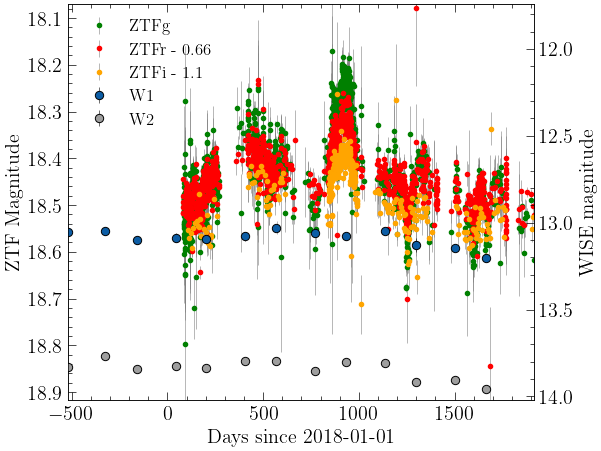 18.1
18.2
18.3
18.4
18.5
18.6
18.7
18.8
18.9
ZTF Magnitude
ZTFg
ZTFr - 0.66
ZTFi - 1.1
W1
W2
12.0
12.5
13.0
13.5
14.0
WISE magnitude
−500 0 500 1000 1500
Days since 2018-01-01